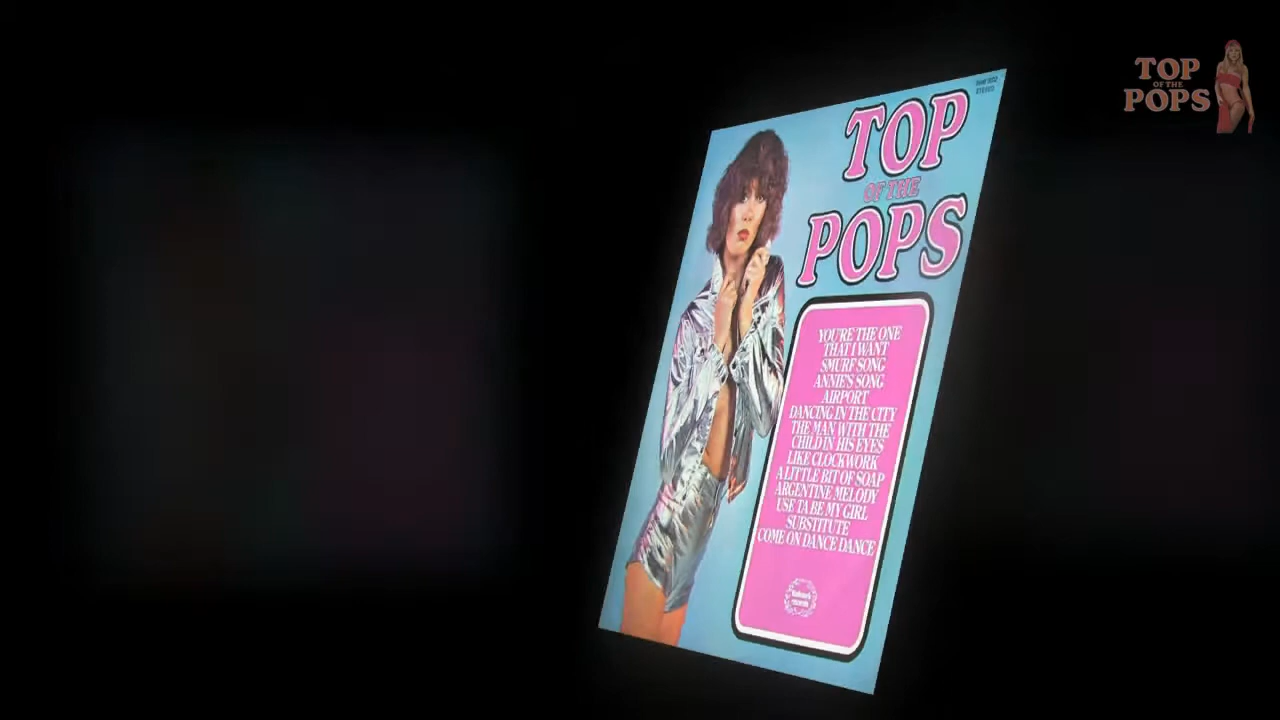 TOP
OF THE
POPS
STEREO
TOP
OF THE
POPS
YOU'RE THE ONE
THAT I WANT
SMURF SONG
ANNIE'S SONG
AIRPORT
DANCING IN THE CITY
THE MAN WITH THE
CHILD IN HIS EYES
LIKE CLOCKWORK
A LITTLE BIT OF SOAP
ARGENTINE MELODY
USE TA BE MY GIRL
SUBSTITUTE
COME ON DANCE DANCE
Hallmark